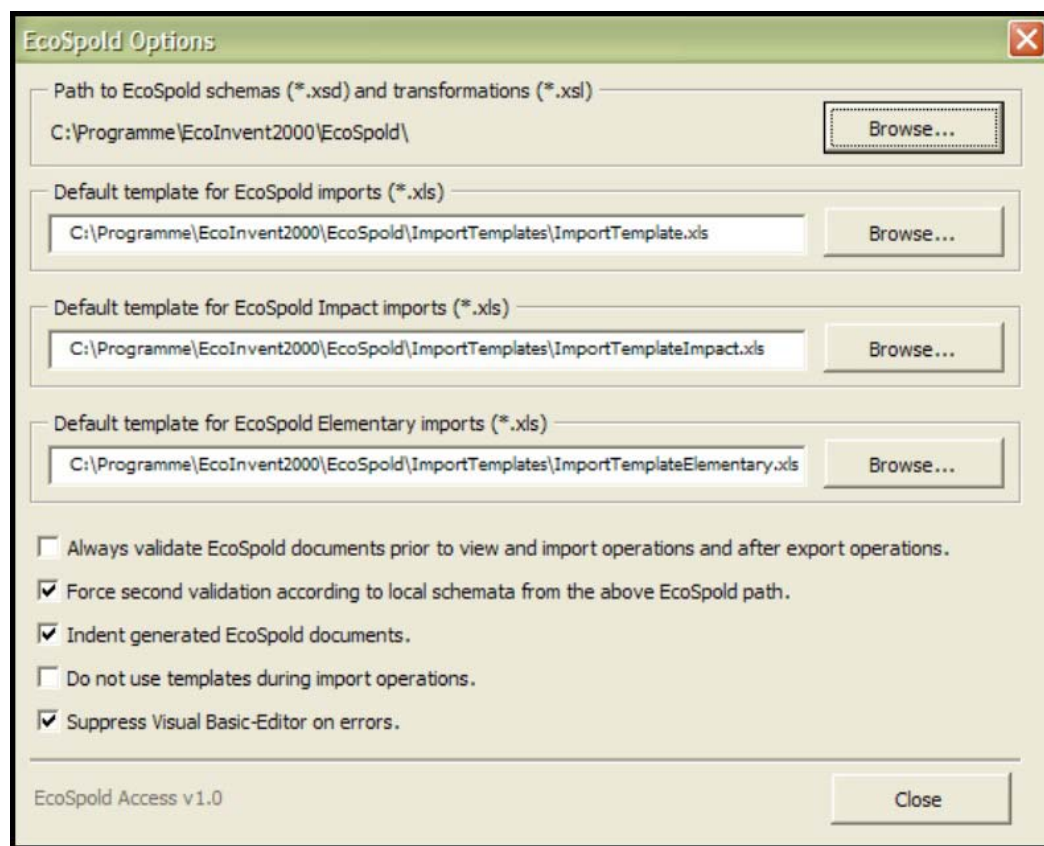 EcoSpold Options
Path to EcoSpold schemas (*.xsd) and transformations (*.xsl)
C:\Programme\EcoInvent2000\EcoSpold\
Browse...
Default template for EcoSpold imports (*.xls)
C:\Programme\EcoInvent2000\EcoSpold\ImportTemplates\ImportTemplate.xls
Browse...
Default template for EcoSpold Impact imports (*.xls)
C:\Programme\EcoInvent2000\EcoSpold\ImportTemplates\ImportTemplateImpact.xls
Browse...
Default template for EcoSpold Elementary imports (*.xls)
C:\Programme\EcoInvent2000\EcoSpold\ImportTemplates\ImportTemplateElementary.xls
Browse...
Always validate EcoSpold documents prior to view and import operations and after export operations.
Force second validation according to local schemata from the above EcoSpold path.
Indent generated EcoSpold documents.
Do not use templates during import operations.
Suppress Visual Basic-Editor on errors.
EcoSpold Access v1.0
Close